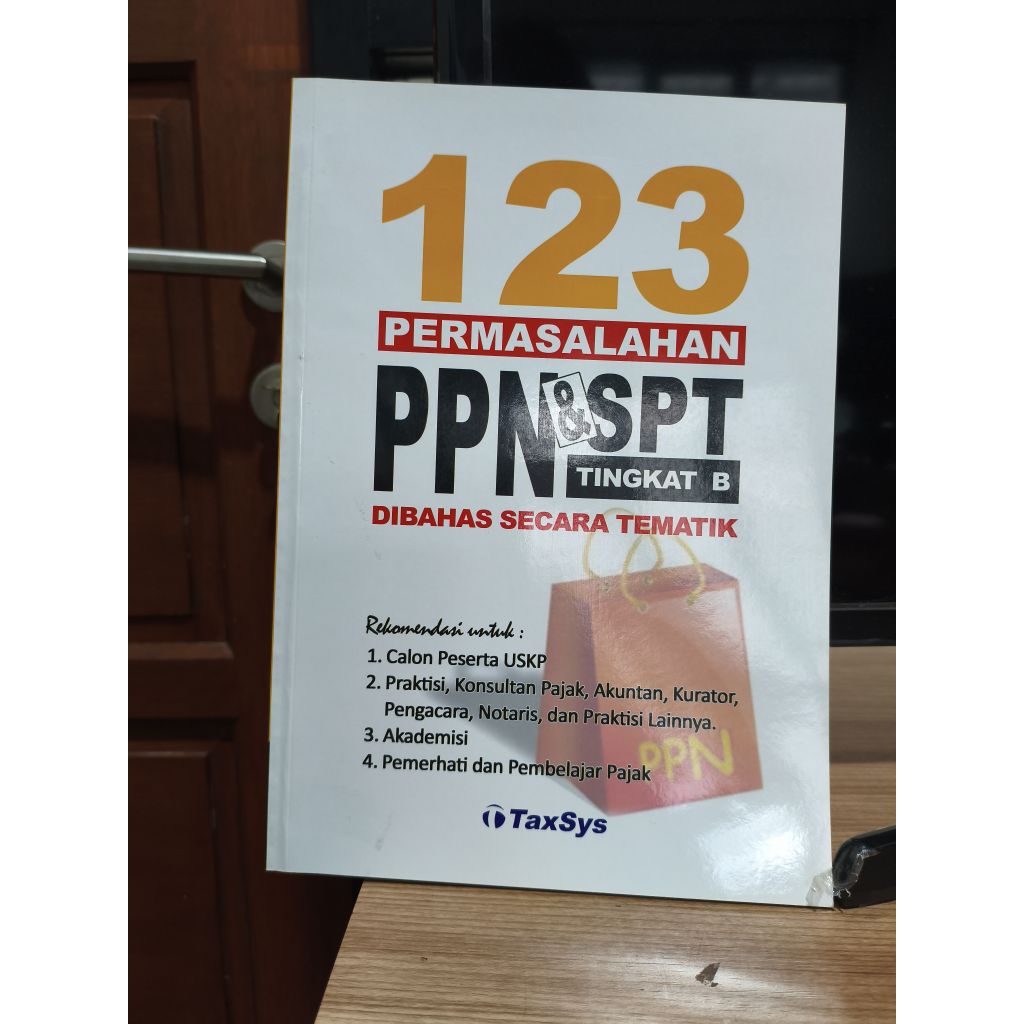 123
PERMASALAHAN
PPN & SPT
TINGKAT B
DIBAHAS SECARA TEMATIK
Rekomendasi untuk :
1. Calon Peserta USKP
2. Praktisi, Konsultan Pajak, Akuntan, Kurator,
Pengacara, Notaris, dan Praktisi Lainnya.
3. Akademisi
4. Pemerhati dan Pembelajar Pajak
PPN
TaxSys